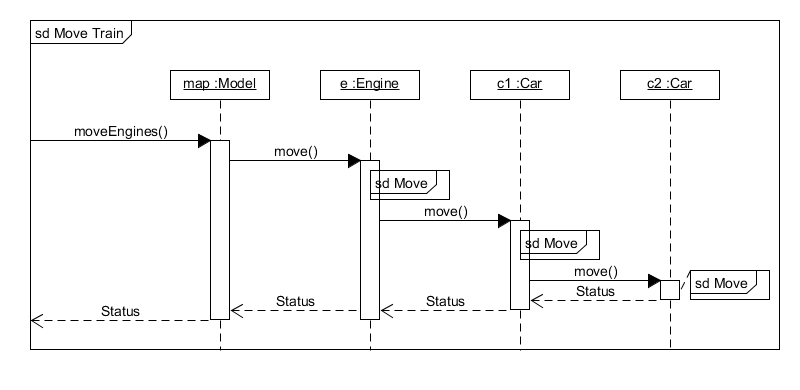 sd Move Train
map :Model
e :Engine
c1 :Car
c2 :Car
moveEngines()
move()
sd Move
move()
sd Move
move()
sd Move
Status
Status
Status
Status